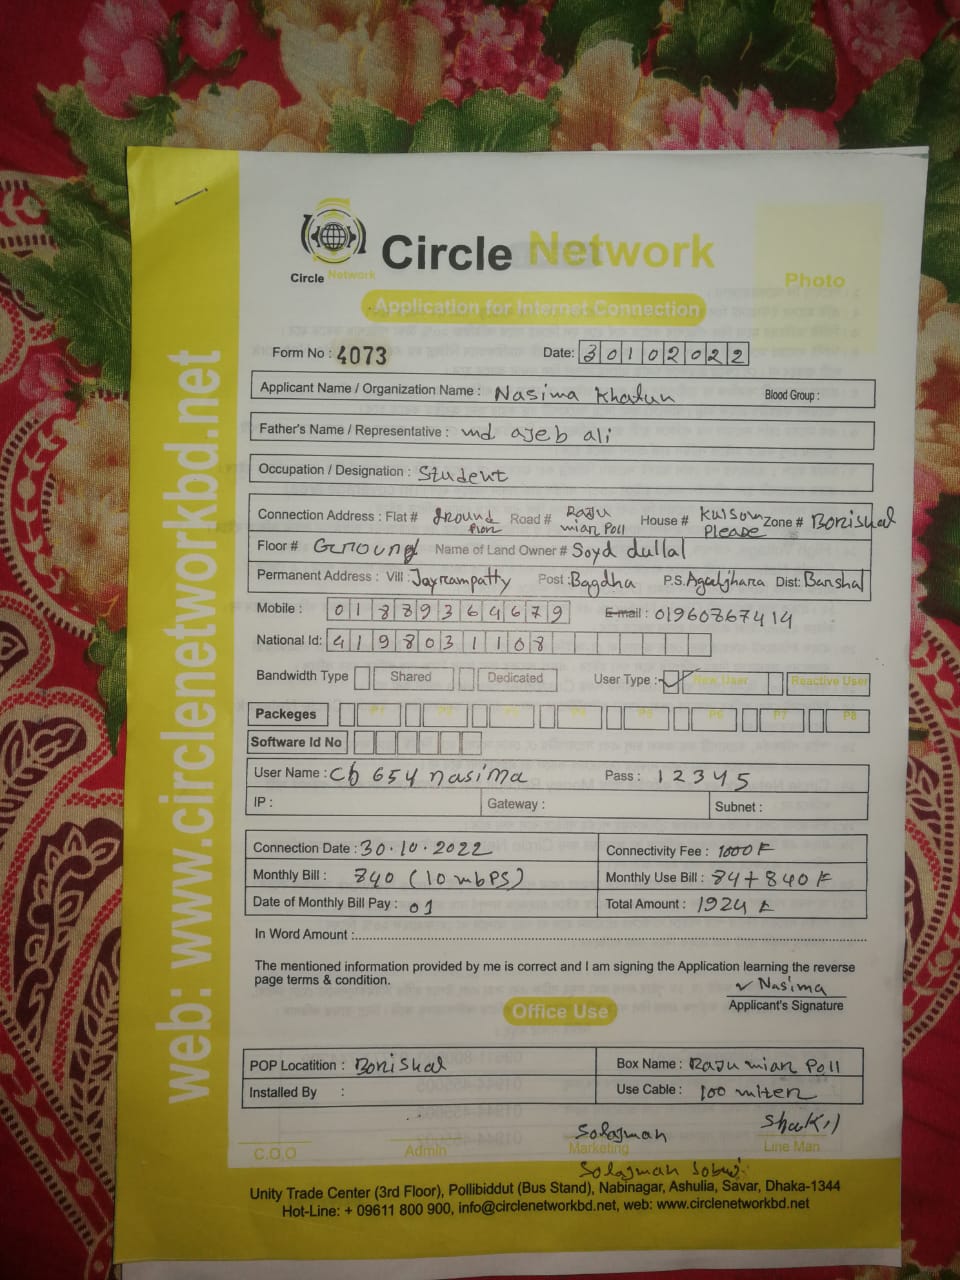 web: www.circlenetworkbd.net
Circle Network
Circle Network
Photo
Application for Internet Connection
Form No : 4073 Date: 30102022
Applicant Name / Organization Name : Nasima Khatun Blood Group :
Father's Name / Representative : md ajeb ali
Occupation / Designation : Student
Connection Address : Flat # ground Road # Raju mian Poll House # Kulsom Please Zone # Borishal
Floor # Ground Name of Land Owner # Soyd dullal
Permanent Address : Vill : Joyrampatty Post : Bagdha P.S. Agaljhara Dist: Barishal
Mobile : 01889364679 E-mail : 01960867414
National Id: 4198031108
Bandwidth Type Shared Dedicated User Type : New User Reactive User
Packeges P1 P2 P3 P4 P5 P6 P7 P8
Software Id No
User Name : Cb 654 nasima Pass : 12345
IP : Gateway : Subnet :
Connection Date : 30.10.2022 Connectivity Fee : 1000
Monthly Bill : 840 (10 mbPS) Monthly Use Bill : 84+840
Date of Monthly Bill Pay : 01 Total Amount : 1924
In Word Amount :
The mentioned information provided by me is correct and I am signing the Application learning the reverse
page terms & condition.
Nasima
Applicant's Signature
Office Use
POP Locatition : Borishal Box Name : Raju mian Poll
Installed By : Use Cable : 100 miter
Solayman Shakil
C.O.O Admin Marketing Line Man
Solayman
Unity Trade Center (3rd Floor), Pollibiddut (Bus Stand), Nabinagar, Ashulia, Savar, Dhaka-1344
Hot-Line: + 09611 800 900, info@circlenetworkbd.net, web: www.circlenetworkbd.net